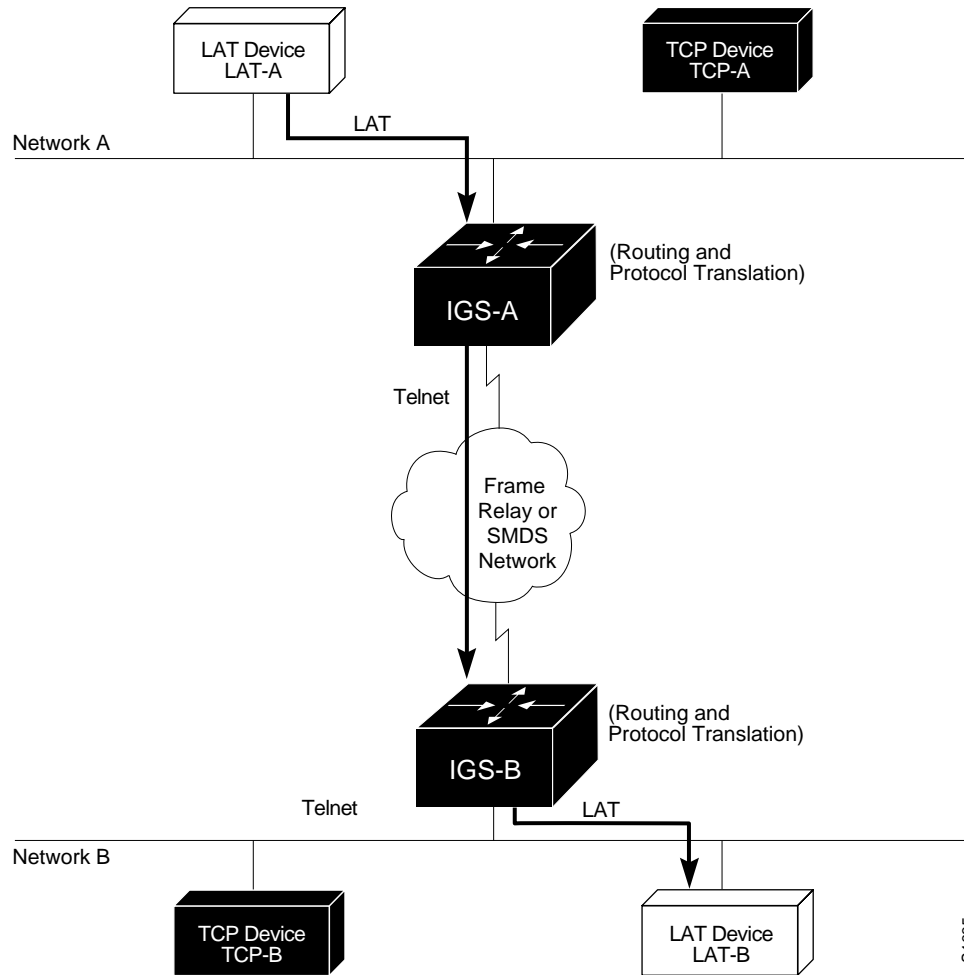 LAT Device
LAT-A
TCP Device
TCP-A
LAT
Network A
(Routing and
Protocol Translation)
IGS-A
Telnet
Frame
Relay or
SMDS
Network
(Routing and
Protocol Translation)
IGS-B
Telnet
LAT
Network B
TCP Device
TCP-B
LAT Device
LAT-B